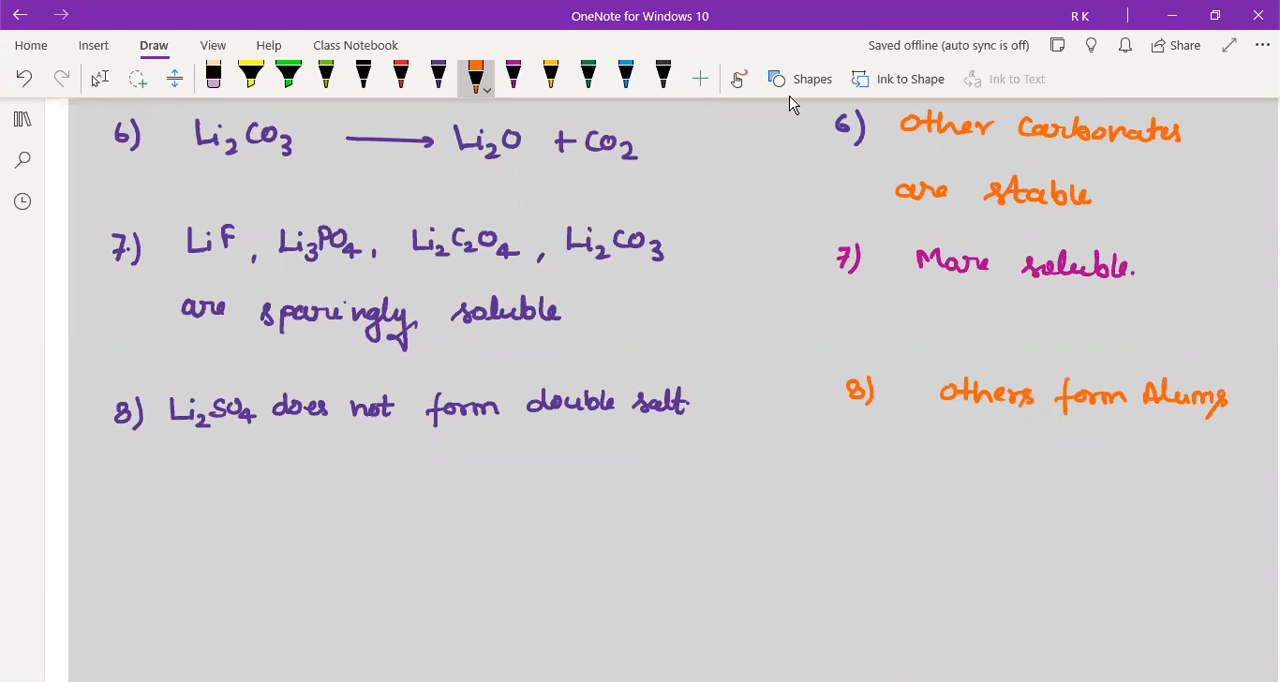 OneNote for Windows 10
R K
Home Insert Draw View Help Class Notebook
Saved offline (auto sync is off)
Share
Shapes
Ink to Shape
Ink to Text
6) Li2CO3 → Li2O + CO2
6) Other Carbonates
are stable
7.) LiF, Li3PO4, Li2C2O4, Li2CO3
are sparingly soluble
7) More soluble.
8) Li2SO4 does not form double salt
8) Others form Alums